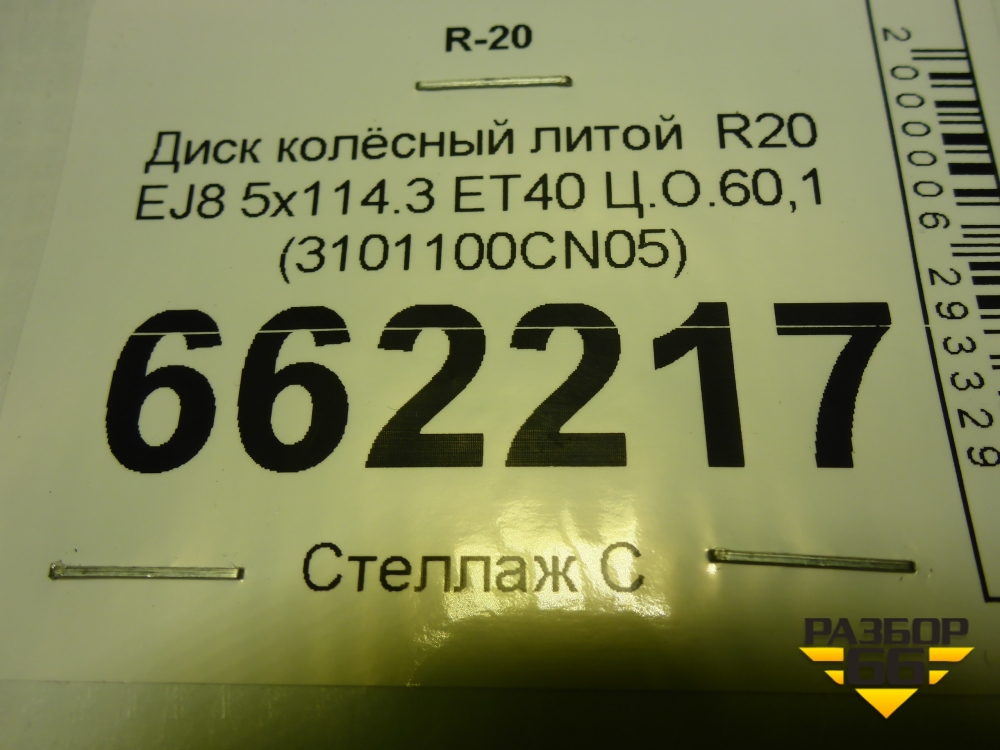 R-20
Диск колёсный литой R20
EJ8 5x114.3 ET40 Ц.О.60,1
(3101100CN05)
662217
Стеллаж С
2000006293329
РАЗБОР
66